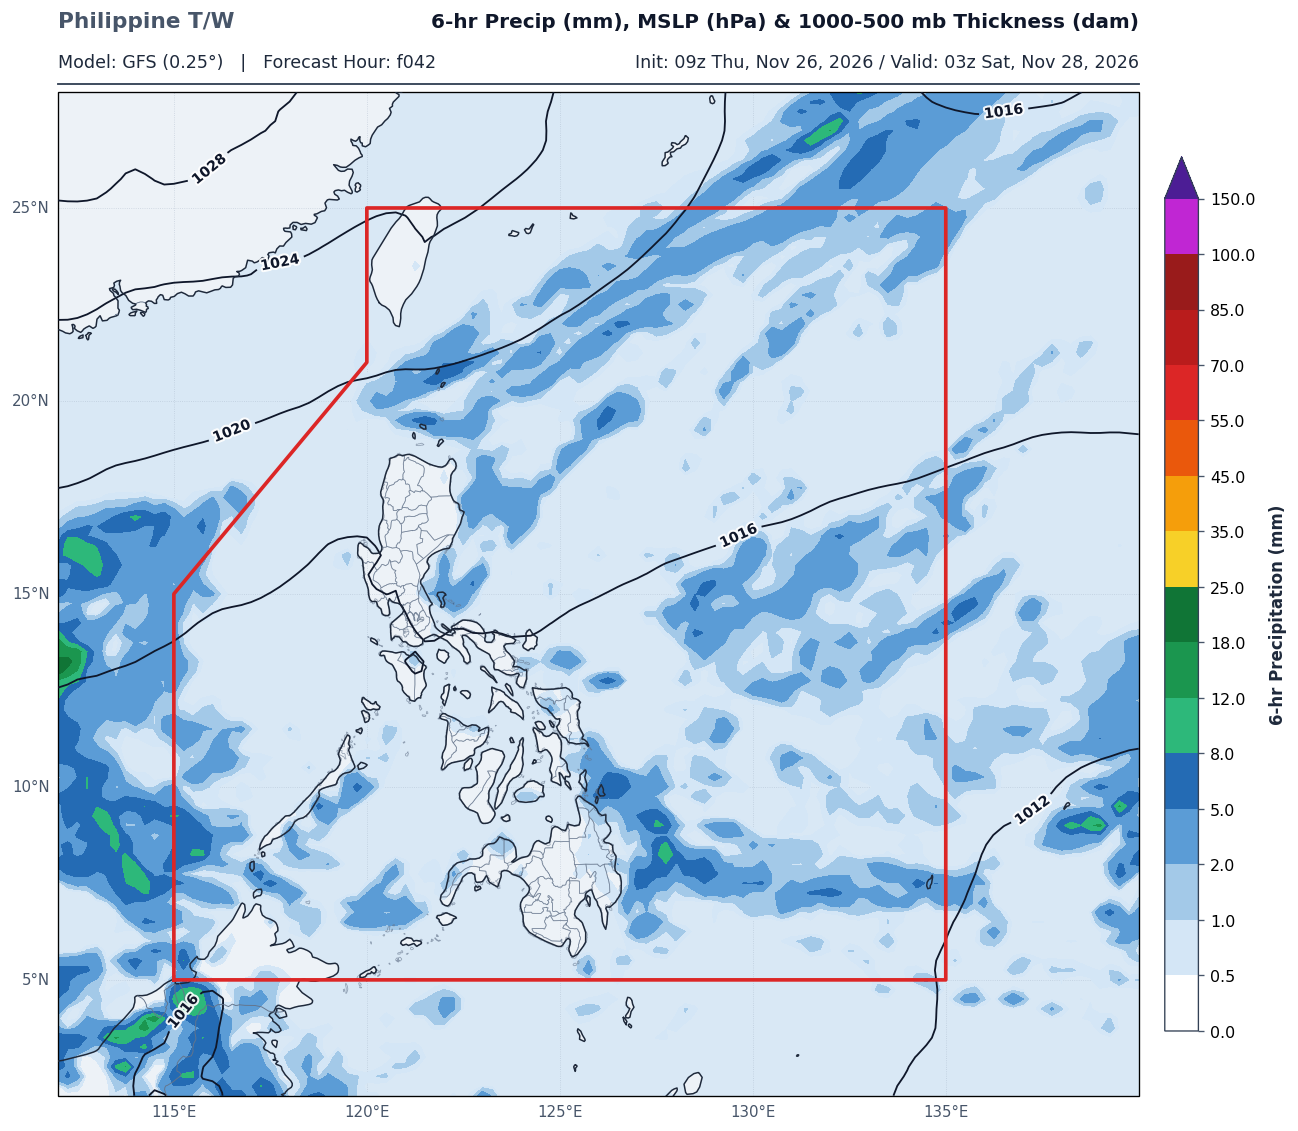 Philippine T/W
6-hr Precip (mm), MSLP (hPa) & 1000-500 mb Thickness (dam)
Model: GFS (0.25°) | Forecast Hour: f042
Init: 09z Thu, Nov 26, 2026 / Valid: 03z Sat, Nov 28, 2026
1016
1028
1024
1020
1016
1012
1016
25°N
20°N
15°N
10°N
5°N
115°E
120°E
125°E
130°E
135°E
150.0
100.0
85.0
70.0
55.0
45.0
35.0
25.0
18.0
12.0
8.0
5.0
2.0
1.0
0.5
0.0
6-hr Precipitation (mm)